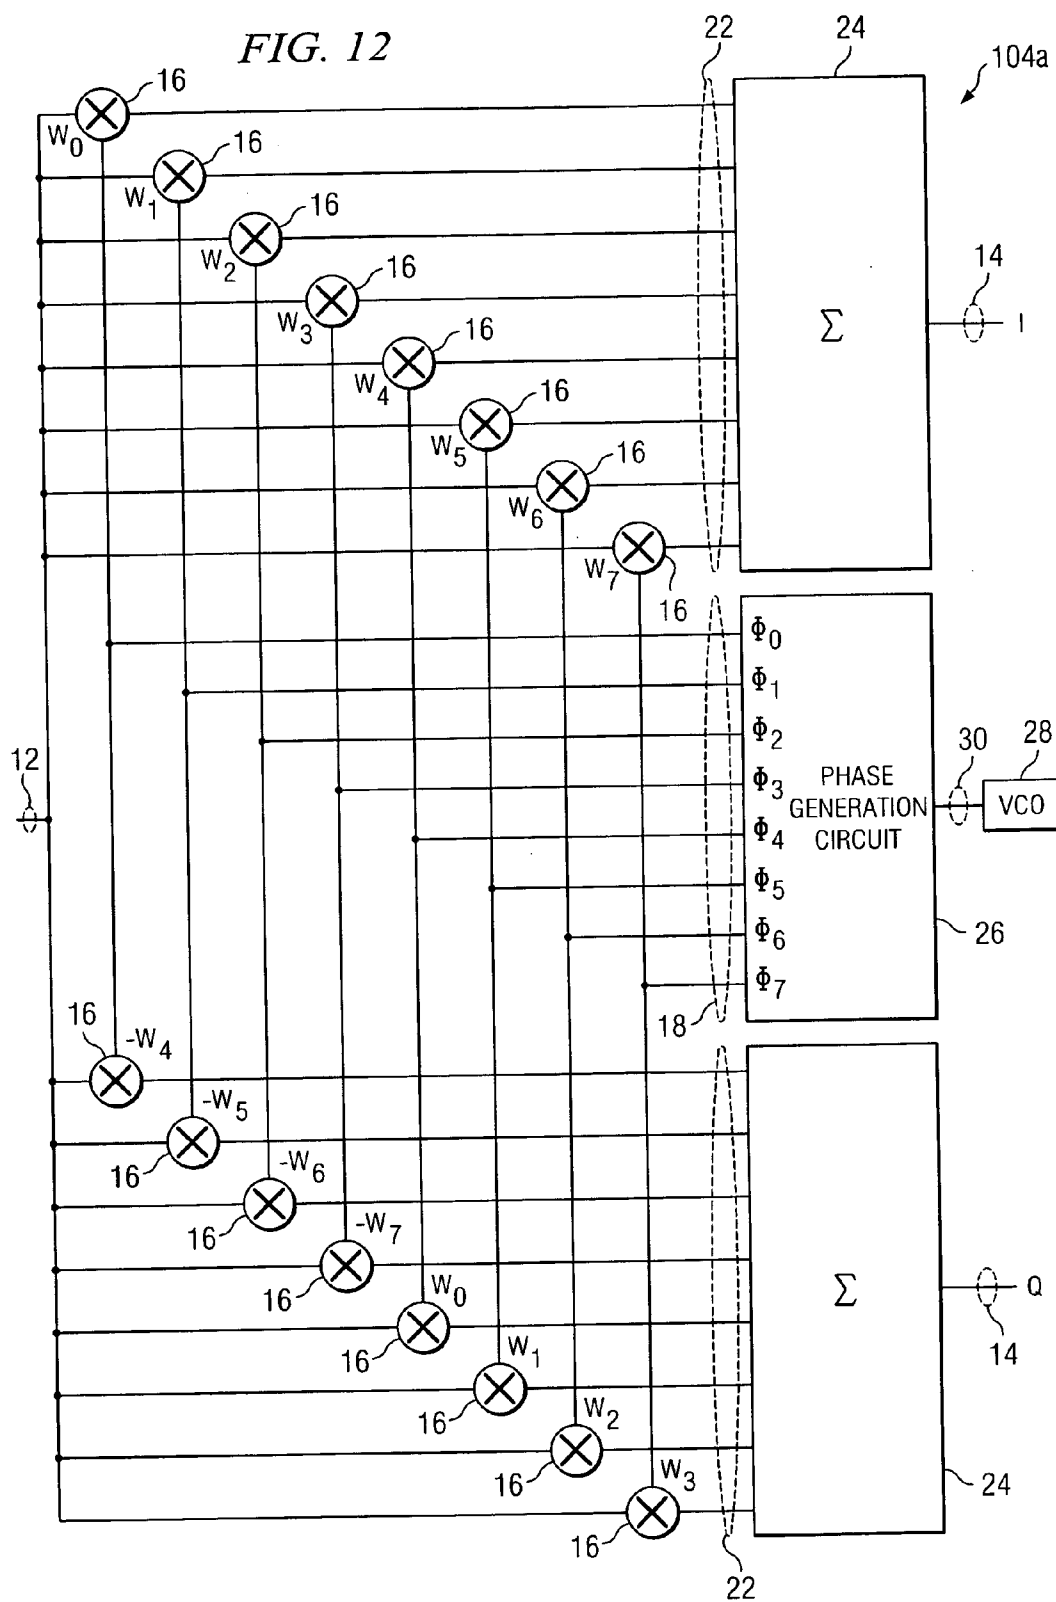 FIG. 12
22
24
104a
16
W0
16
W1
16
W2
16
W3
16
W4
16
W5
16
W6
W7
16
Σ
14
I
Φ0
Φ1
Φ2
Φ3
Φ4
Φ5
Φ6
Φ7
PHASE
GENERATION
CIRCUIT
30
28
VCO
12
26
18
16
-W4
-W5
16
-W6
16
-W7
16
W0
16
W1
16
W2
16
W3
16
Σ
Q
14
24
22